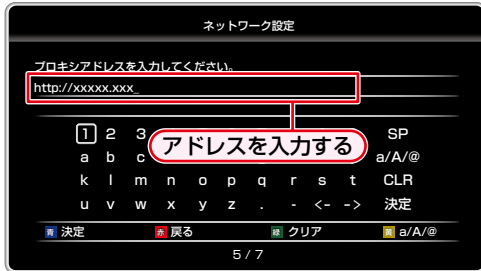 ネットワーク設定
プロキシアドレスを入力してください。
http://xxxxx.xxx_
1 2 3 SP
アドレスを入力する
a b c a/A/@
k l m n o p q r s t CLR
u v w x y z . - <- -> 決定
青 決定 赤 戻る 緑 クリア 黄 a/A/@
5 / 7